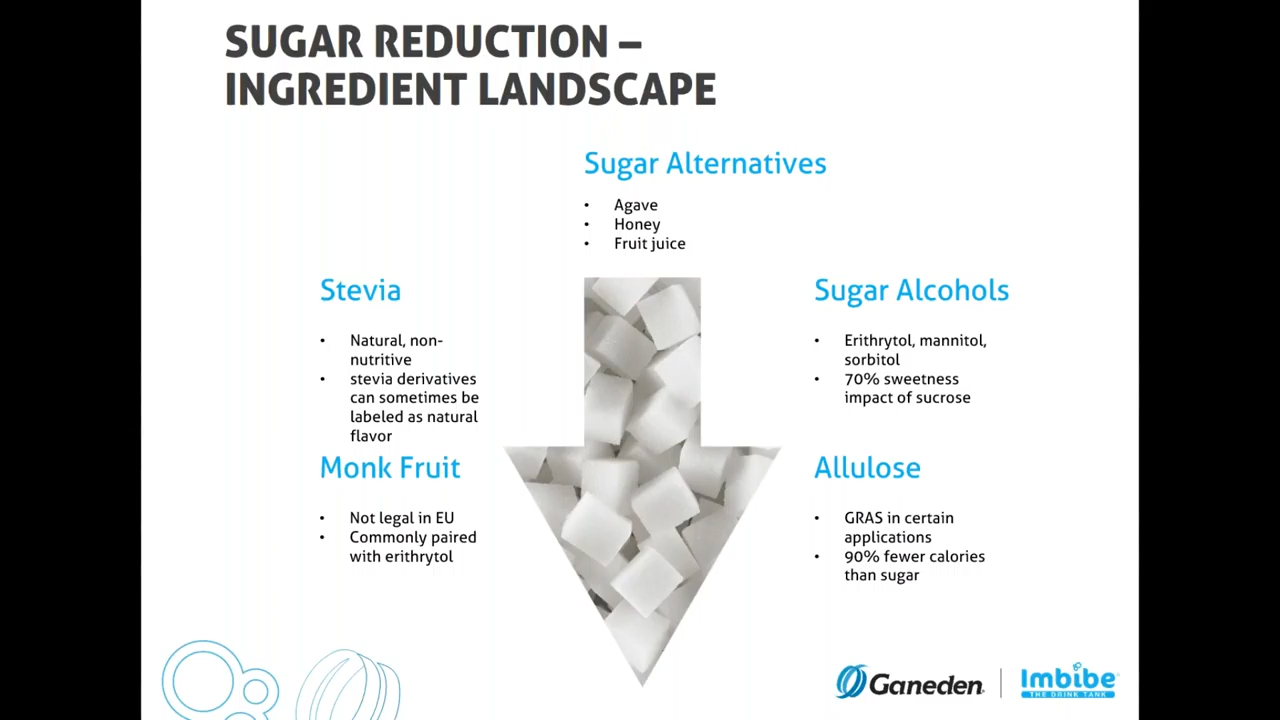 SUGAR REDUCTION –
INGREDIENT LANDSCAPE
Sugar Alternatives
• Agave
• Honey
• Fruit juice
Stevia
• Natural, non-
nutritive
• stevia derivatives
can sometimes be
labeled as natural
flavor
Monk Fruit
• Not legal in EU
• Commonly paired
with erithrytol
Sugar Alcohols
• Erithrytol, mannitol,
sorbitol
• 70% sweetness
impact of sucrose
Allulose
• GRAS in certain
applications
• 90% fewer calories
than sugar
Ganeden
Imbibe
THE DRINK TANK